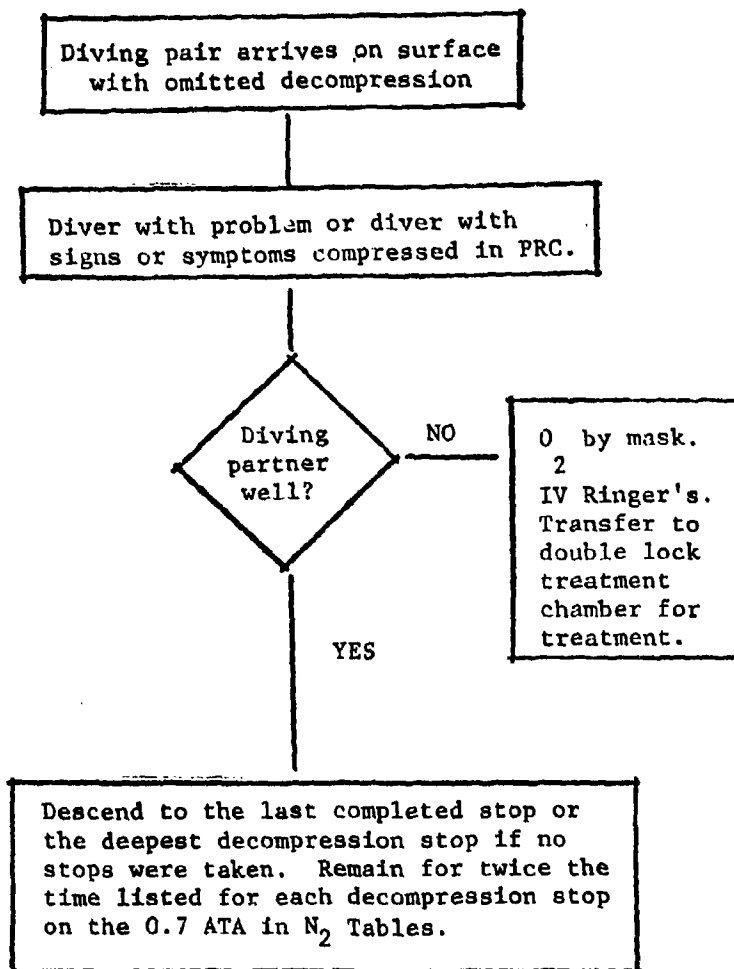 Diving pair arrives on surface
with omitted decompression
Diver with problem or diver with
signs or symptoms compressed in PRC.
Diving
partner
well?
NO
O₂ by mask.
IV Ringer's.
Transfer to
double lock
treatment
chamber for
treatment.
YES
Descend to the last completed stop or
the deepest decompression stop if no
stops were taken. Remain for twice the
time listed for each decompression stop
on the 0.7 ATA in N₂ Tables.